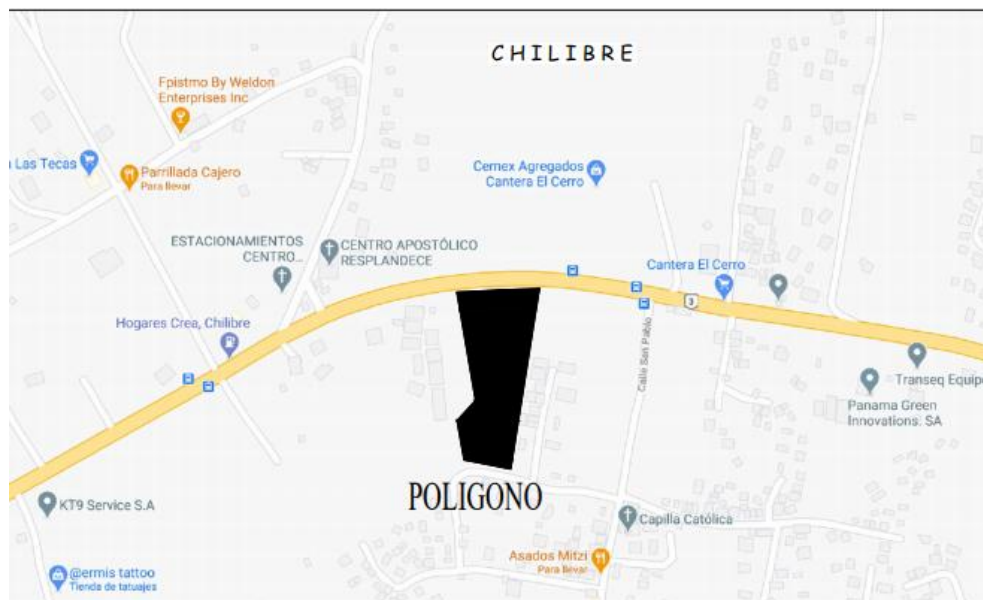 CHILIBRE
Fpistmo By Weldon
Enterprises Inc
Las Tecas
Parrillada Cajero
Para llevar
Cemex Agregados
Cantera El Cerro
ESTACIONAMIENTOS
CENTRO...
CENTRO APOSTÓLICO
RESPLANDECE
Cantera El Cerro
3
Hogares Crea, Chilibre
Calle San Pablo
Transeq Equip
Panama Green
Innovations. SA
POLIGONO
KT9 Service S.A
Capilla Católica
Asados Mitzi
Para llevar
@ermis tattoo
Tienda de tatuajes